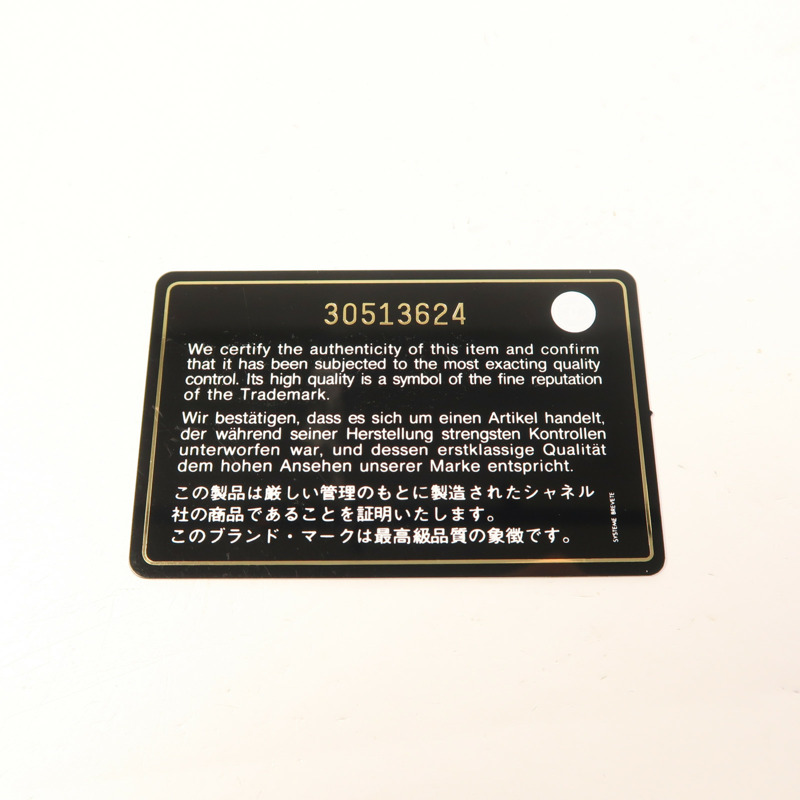 30513624
We certify the authenticity of this item and confirm
that it has been subjected to the most exacting quality
control. Its high quality is a symbol of the fine reputation
of the Trademark.
Wir bestätigen, dass es sich um einen Artikel handelt,
der während seiner Herstellung strengsten Kontrollen
unterworfen war, und dessen erstklassige Qualität
dem hohen Ansehen unserer Marke entspricht.
この製品は厳しい管理のもとに製造されたシャネル
社の商品であることを証明いたします。
このブランド・マークは最高級品質の象徴です。
SYSTEME BREVETE